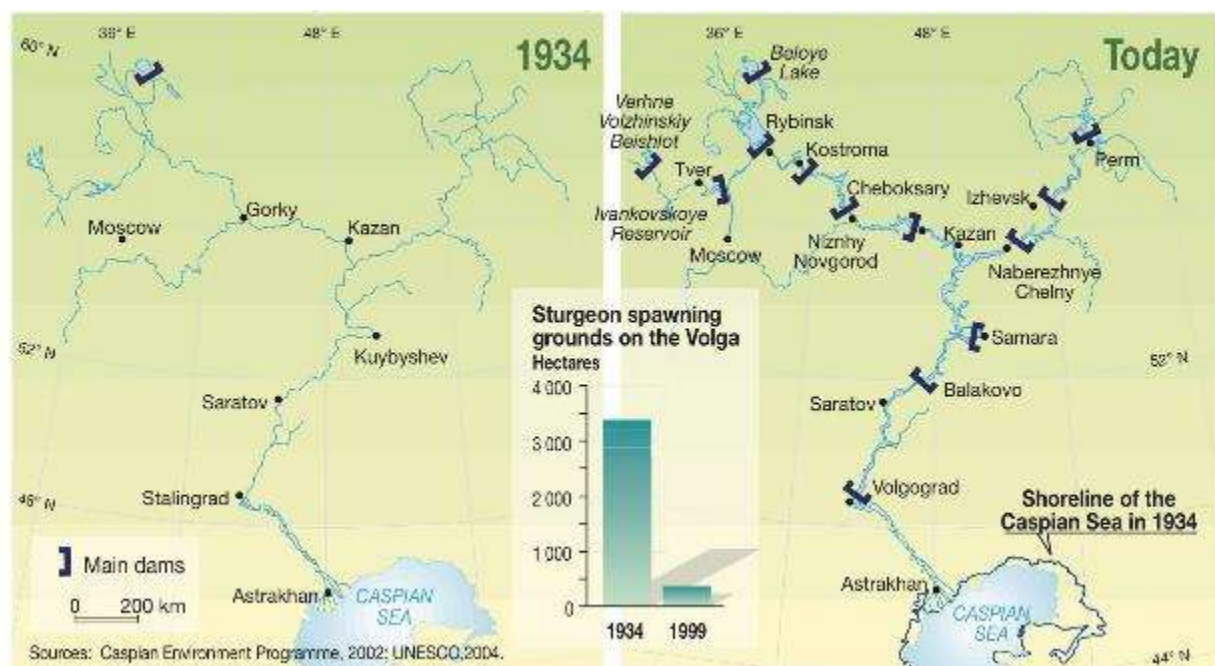 36° E
48° E
1934
60° N
Gorky
Moscow
Kazan
52° N
Kuybyshev
Saratov
46° N
Stalingrad
Main dams
0 200 km
Astrakhan
CASPIAN
SEA
Sources: Caspian Environment Programme, 2002; UNESCO,2004.
Sturgeon spawning
grounds on the Volga
Hectares
4 000
3 000
2 000
1 000
0
1934 1999
36° E
48° E
Today
Beloye
Lake
Verhne
Volzhinskiy
Beishlot
Rybinsk
Kostroma
Tver
Perm
Cheboksary
Izhevsk
Ivankovskoye
Reservoir
Moscow
Niznhy
Novgorod
Kazan
Naberezhnye
Chelny
Samara
52° N
Balakovo
Saratov
Volgograd
Shoreline of the
Caspian Sea in 1934
Astrakhan
CASPIAN
SEA
44° N